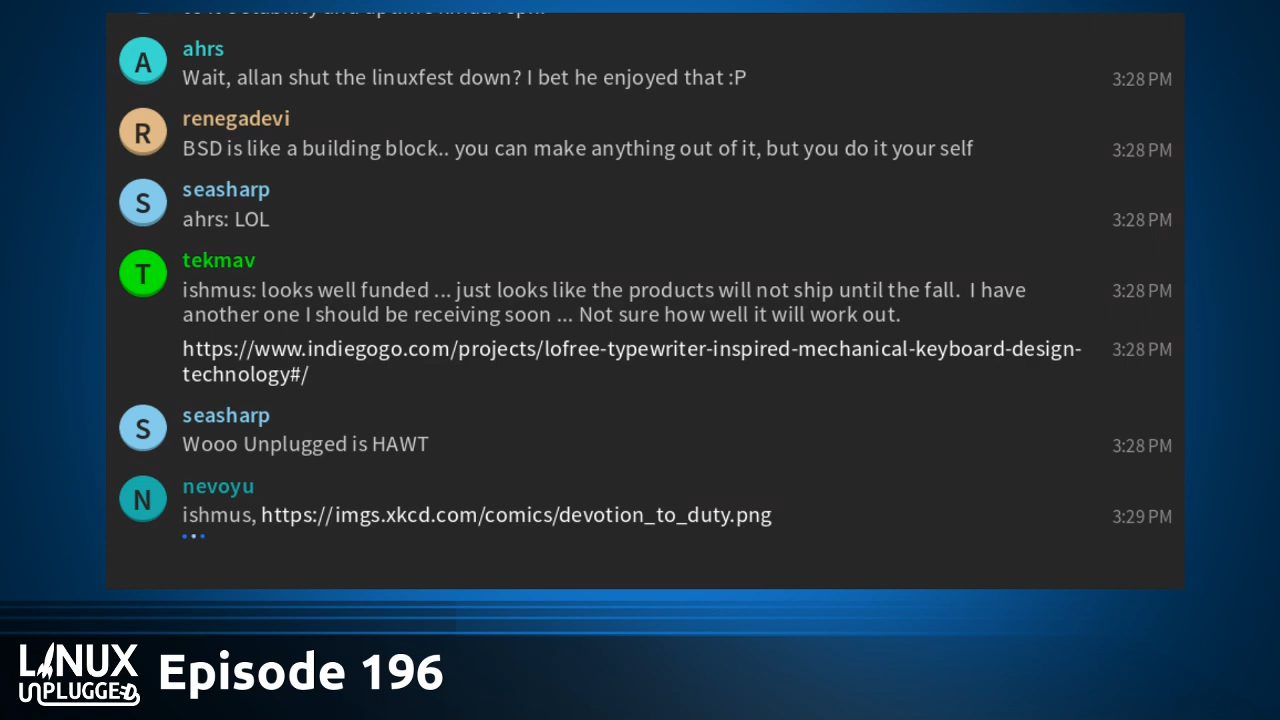 A
ahrs
Wait, allan shut the linuxfest down? I bet he enjoyed that :P
3:28 PM
R
renegadevi
BSD is like a building block.. you can make anything out of it, but you do it your self
3:28 PM
S
seasharp
ahrs: LOL
3:28 PM
T
tekmav
ishmus: looks well funded ... just looks like the products will not ship until the fall.  I have
3:28 PM
another one I should be receiving soon ... Not sure how well it will work out.
https://www.indiegogo.com/projects/lofree-typewriter-inspired-mechanical-keyboard-design-
3:28 PM
technology#/
S
seasharp
Wooo Unplugged is HAWT
3:28 PM
N
nevoyu
ishmus, https://imgs.xkcd.com/comics/devotion_to_duty.png
3:29 PM
LINUX
UNPLUGGED
Episode 196